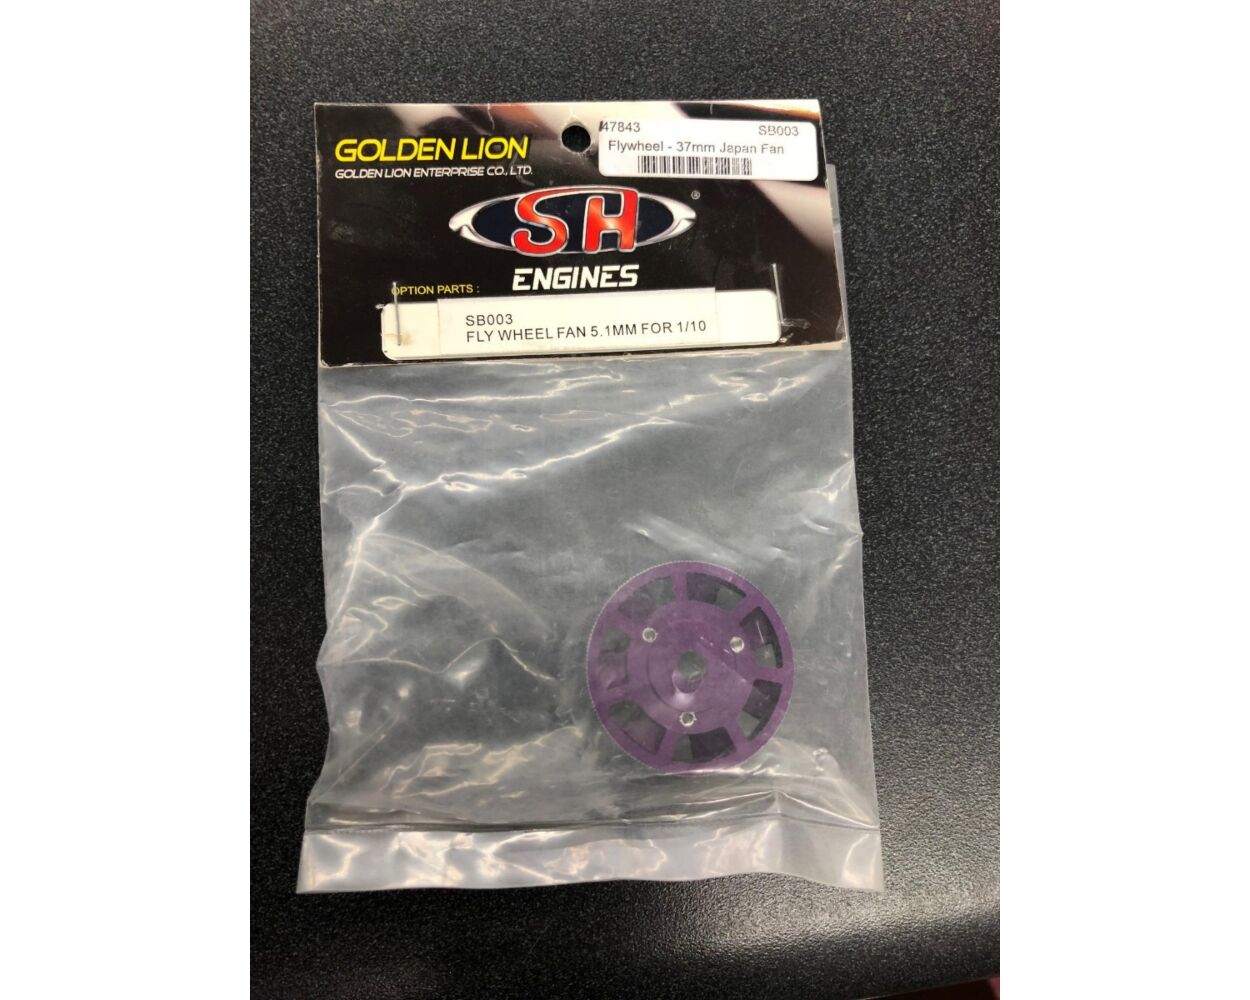 GOLDEN LION
GOLDEN LION ENTERPRISE CO., LTD.
47843 SB003
Flywheel - 37mm Japan Fan
SH ®
ENGINES
OPTION PARTS :
SB003
FLY WHEEL FAN 5.1MM FOR 1/10